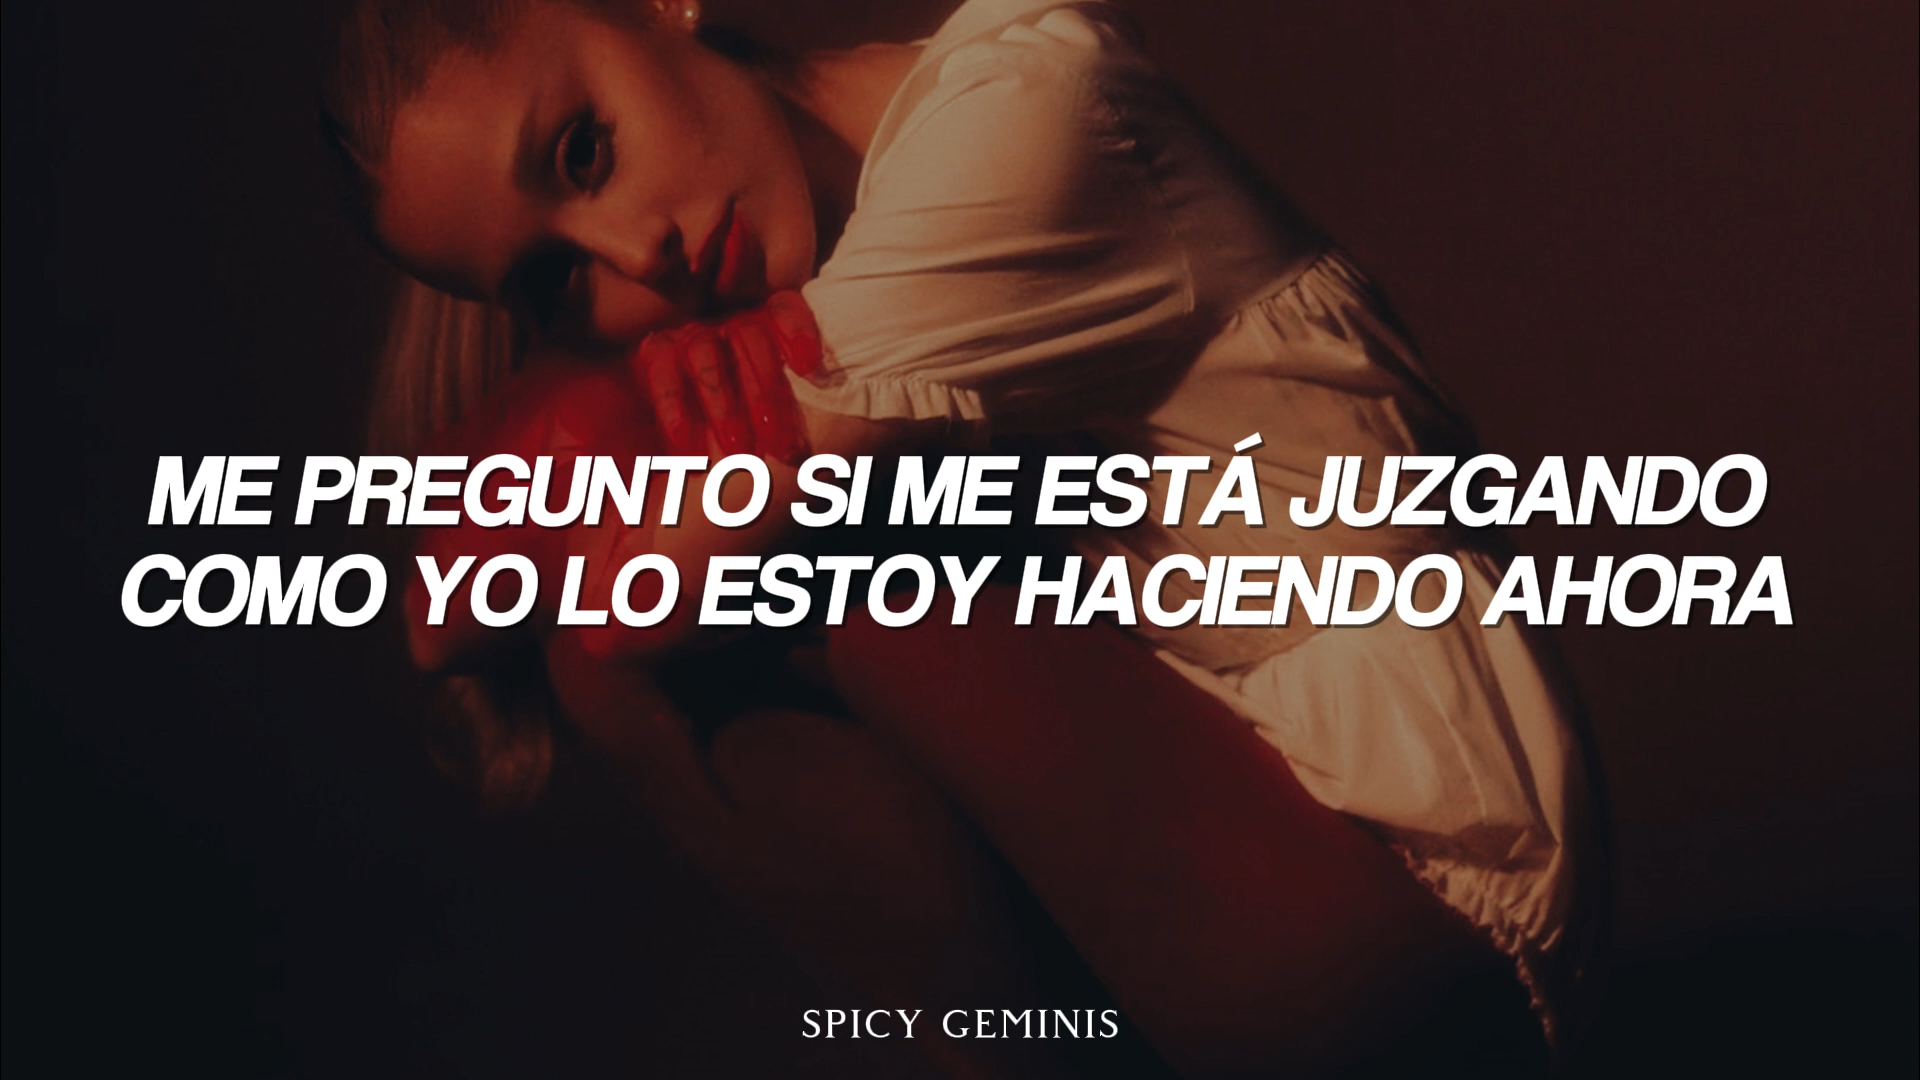 ME PREGUNTO SI ME ESTÁ JUZGANDO
COMO YO LO ESTOY HACIENDO AHORA
SPICY GEMINIS